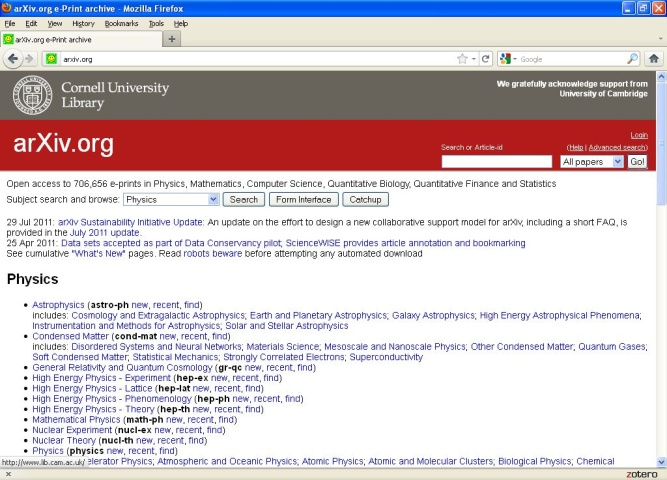 arXiv.org e-Print archive - Mozilla Firefox
File Edit View History Bookmarks Tools Help
arXiv.org e-Print archive
arxiv.org
Google
Cornell University
Library
We gratefully acknowledge support from
University of Cambridge
Login
arXiv.org
Search or Article-id
(Help | Advanced search)
All papers Go!
Open access to 706,656 e-prints in Physics, Mathematics, Computer Science, Quantitative Biology, Quantitative Finance and Statistics
Subject search and browse: Physics Search Form Interface Catchup
29 Jul 2011: arXiv Sustainability Initiative Update: An update on the effort to design a new collaborative support model for arXiv, including a short FAQ, is
provided in the July 2011 update.
25 Apr 2011: Data sets accepted as part of Data Conservancy pilot; ScienceWISE provides article annotation and bookmarking
See cumulative "What's New" pages. Read robots beware before attempting any automated download
Physics
Astrophysics (astro-ph new, recent, find)
includes: Cosmology and Extragalactic Astrophysics; Earth and Planetary Astrophysics; Galaxy Astrophysics; High Energy Astrophysical Phenomena;
Instrumentation and Methods for Astrophysics; Solar and Stellar Astrophysics
Condensed Matter (cond-mat new, recent, find)
includes: Disordered Systems and Neural Networks; Materials Science; Mesoscale and Nanoscale Physics; Other Condensed Matter; Quantum Gases;
Soft Condensed Matter; Statistical Mechanics; Strongly Correlated Electrons; Superconductivity
General Relativity and Quantum Cosmology (gr-qc new, recent, find)
High Energy Physics - Experiment (hep-ex new, recent, find)
High Energy Physics - Lattice (hep-lat new, recent, find)
High Energy Physics - Phenomenology (hep-ph new, recent, find)
High Energy Physics - Theory (hep-th new, recent, find)
Mathematical Physics (math-ph new, recent, find)
Nuclear Experiment (nucl-ex new, recent, find)
Nuclear Theory (nucl-th new, recent, find)
Physics (physics new, recent, find)
http://www.lib.cam.ac.uk/ elerator Physics; Atmospheric and Oceanic Physics; Atomic Physics; Atomic and Molecular Clusters; Biological Physics; Chemical
zotero